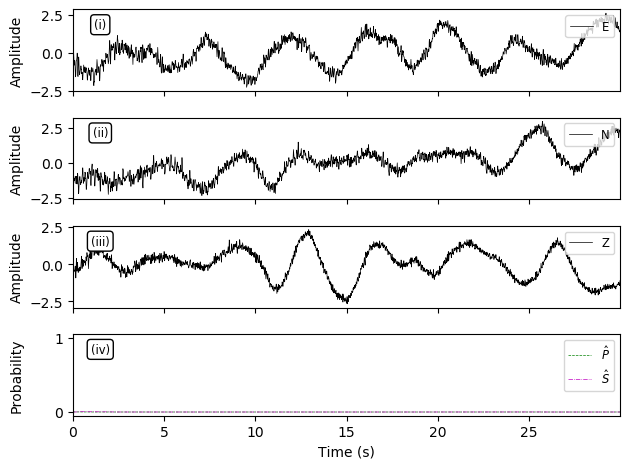 2.5
0.0
−2.5
Amplitude
(i)
E
2.5
0.0
−2.5
Amplitude
(ii)
N
2.5
0.0
−2.5
Amplitude
(iii)
Z
1
0
Probability
(iv)
P̂
Ŝ
0 5 10 15 20 25
Time (s)